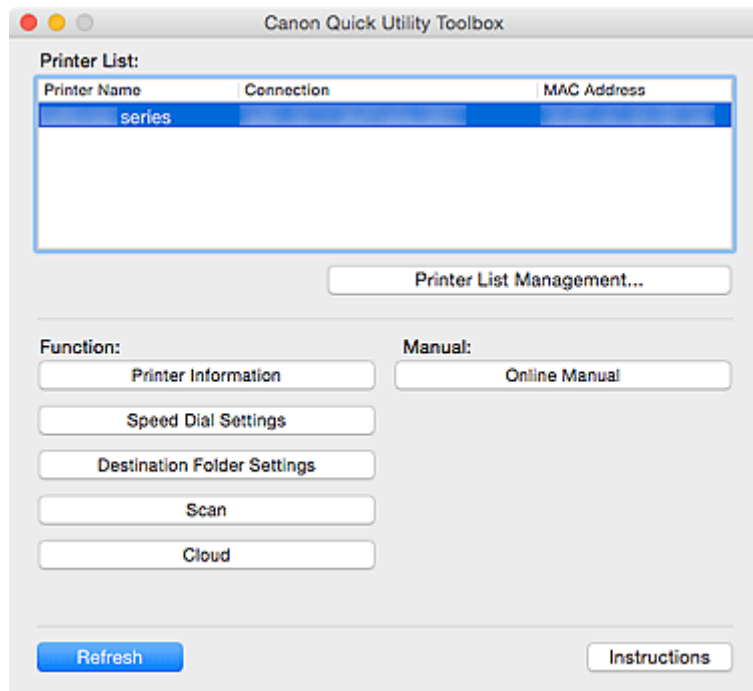 Canon Quick Utility Toolbox
Printer List:
Printer Name Connection MAC Address
series
Printer List Management...
Function: Manual:
Printer Information Online Manual
Speed Dial Settings
Destination Folder Settings
Scan
Cloud
Refresh Instructions